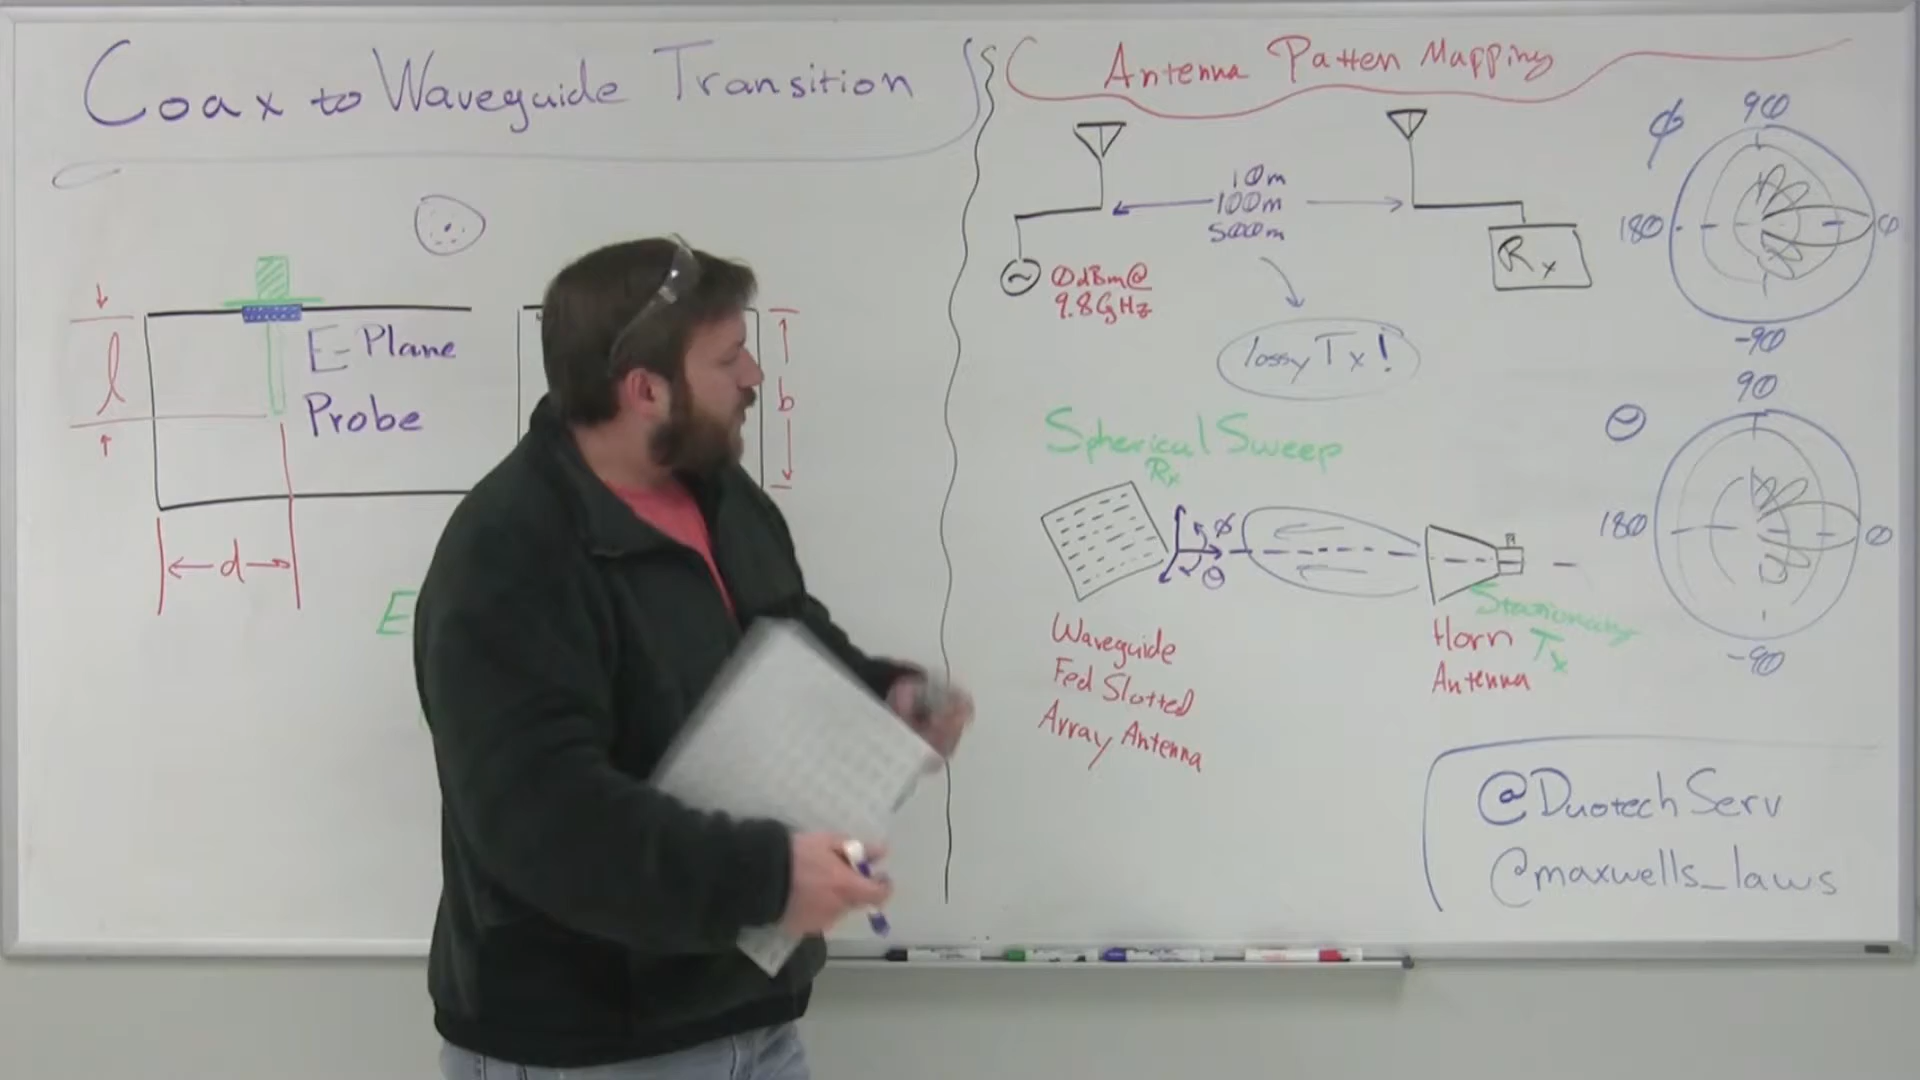 Coax to Waveguide Transition
l
E-Plane
Probe
b
d
E
Antenna Patten Mapping
10m
100m
5000m
0dBm@
9.8GHz
Rx
lossy Tx!
Spherical Sweep
Rx
ϕ
θ
Waveguide
Fed Slotted
Array Antenna
Stationary
Tx
Horn
Antenna
ϕ
90
180
0
-90
θ
90
180
0
-90
@DuotechServ
@maxwells_laws